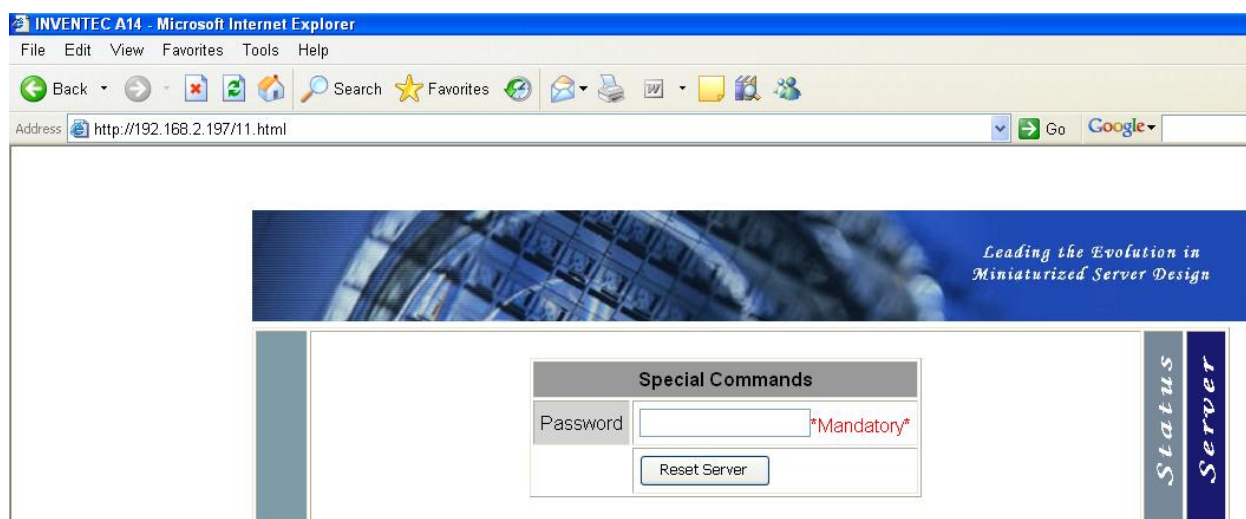 INVENTEC A14 - Microsoft Internet Explorer
File Edit View Favorites Tools Help
Back Search Favorites
Address http://192.168.2.197/11.html Go Google
Leading the Evolution in
Miniaturized Server Design
Special Commands
Password *Mandatory*
Reset Server
Status
Server